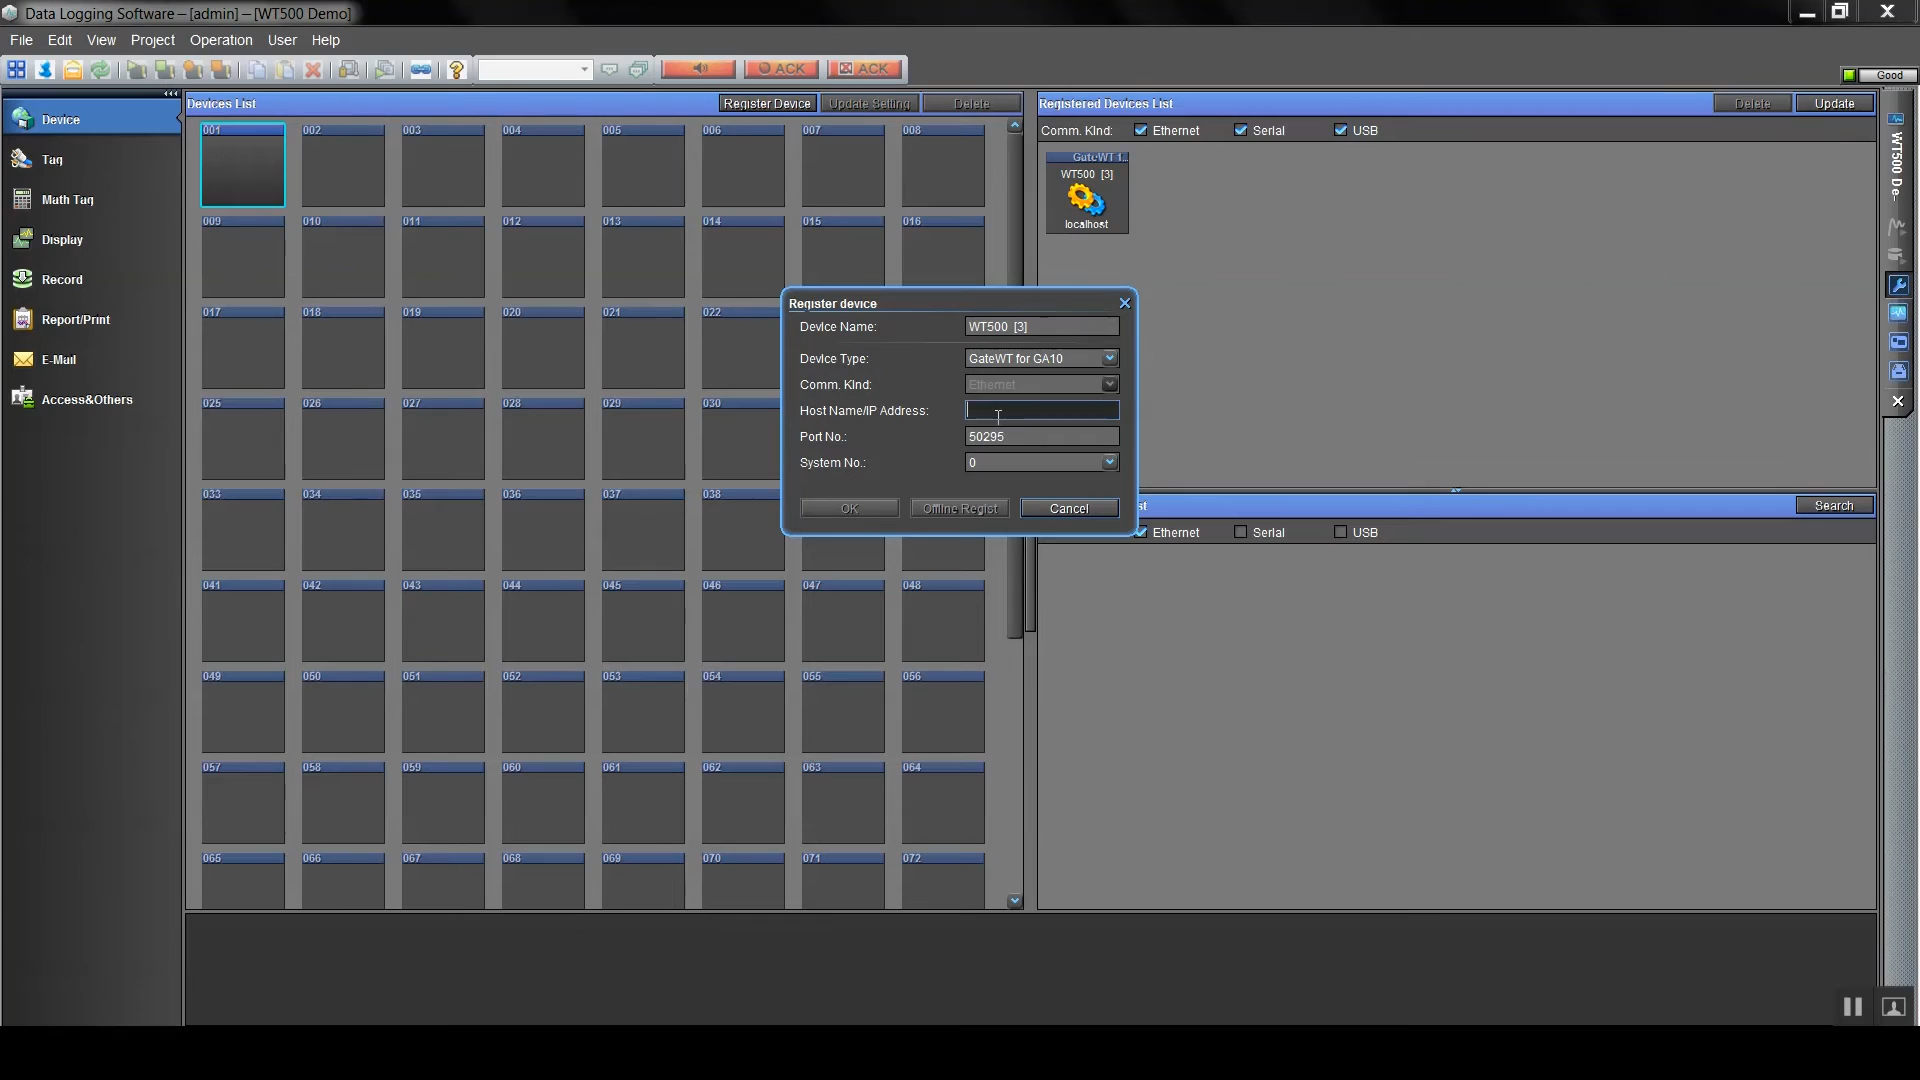 Data Logging Software – [admin] – [WT500 Demo]
File Edit View Project Operation User Help
ACK ACK
Good
Device
Tag
Math Tag
Display
Record
Report/Print
E-Mail
Access&Others
Devices List Register Device Update Setting Delete
001 002 003 004 005 006 007 008
009 010 011 012 013 014 015 016
017 018 019 020 021 022
025 026 027 028 029 030
033 034 035 036 037 038
041 042 043 044 045 046 047 048
049 050 051 052 053 054 055 056
057 058 059 060 061 062 063 064
065 066 067 068 069 070 071 072
Registered Devices List Delete Update
Comm. Kind: Ethernet Serial USB
GateWT 1...
WT500 [3]
localhost
Register device
Device Name: WT500 [3]
Device Type: GateWT for GA10
Comm. Kind: Ethernet
Host Name/IP Address:
Port No.: 50295
System No.: 0
OK Offline Regist Cancel
st Search
Ethernet Serial USB
WT500 De...